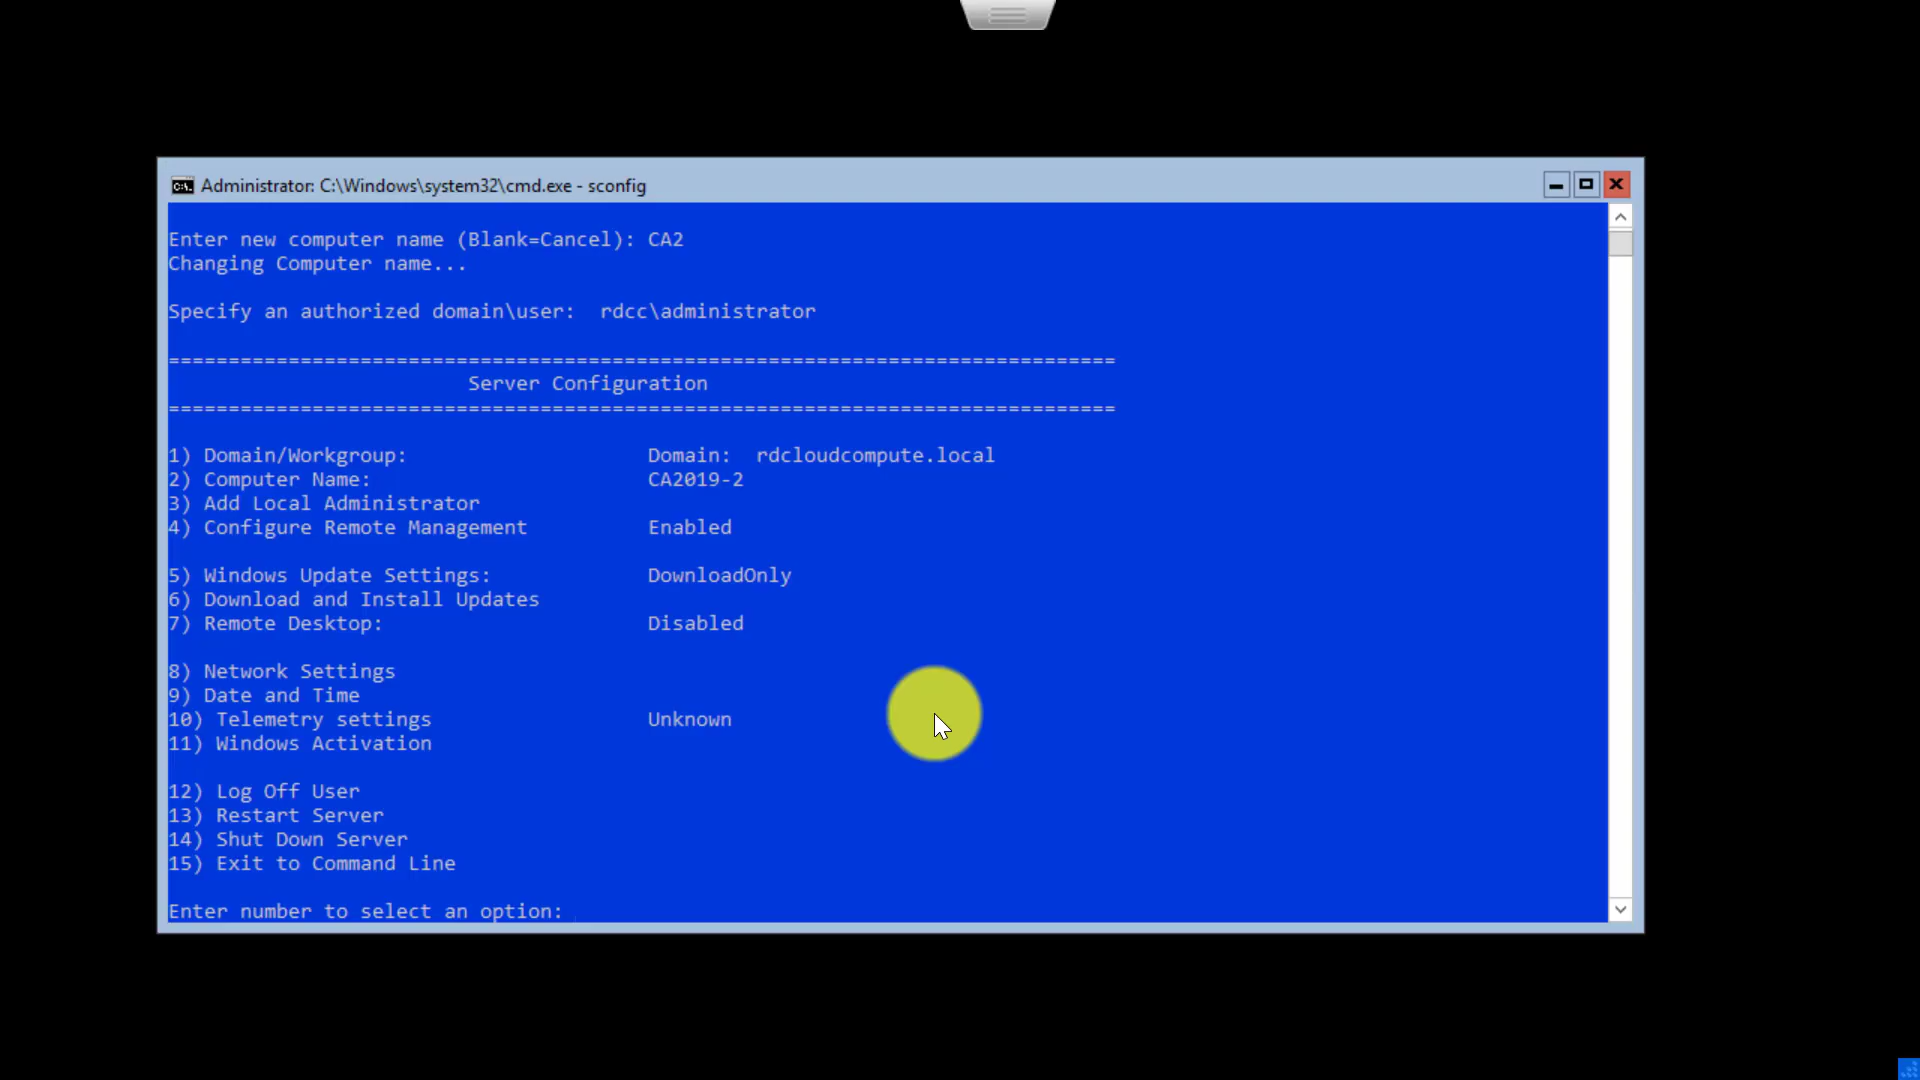 Administrator: C:\Windows\system32\cmd.exe - sconfig
Enter new computer name (Blank=Cancel): CA2
Changing Computer name...
Specify an authorized domain\user:  rdcc\administrator
===============================================================================
Server Configuration
===============================================================================
1) Domain/Workgroup: Domain:  rdcloudcompute.local
2) Computer Name: CA2019-2
3) Add Local Administrator
4) Configure Remote Management Enabled
5) Windows Update Settings: DownloadOnly
6) Download and Install Updates
7) Remote Desktop: Disabled
8) Network Settings
9) Date and Time
10) Telemetry settings Unknown
11) Windows Activation
12) Log Off User
13) Restart Server
14) Shut Down Server
15) Exit to Command Line
Enter number to select an option: